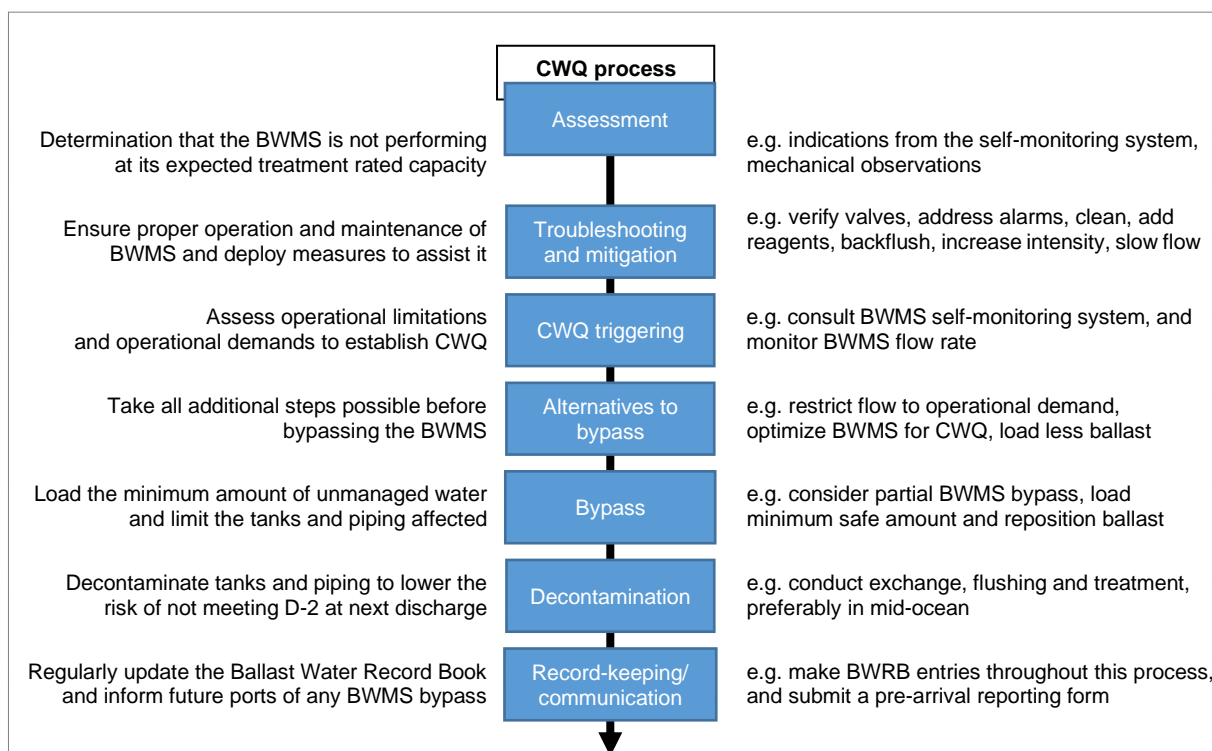 CWQ process
Assessment
Determination that the BWMS is not performing
at its expected treatment rated capacity
e.g. indications from the self-monitoring system,
mechanical observations
Ensure proper operation and maintenance of
BWMS and deploy measures to assist it
Troubleshooting
and mitigation
e.g. verify valves, address alarms, clean, add
reagents, backflush, increase intensity, slow flow
Assess operational limitations
and operational demands to establish CWQ
CWQ triggering
e.g. consult BWMS self-monitoring system, and
monitor BWMS flow rate
Take all additional steps possible before
bypassing the BWMS
Alternatives to
bypass
e.g. restrict flow to operational demand,
optimize BWMS for CWQ, load less ballast
Load the minimum amount of unmanaged water
and limit the tanks and piping affected
Bypass
e.g. consider partial BWMS bypass, load
minimum safe amount and reposition ballast
Decontaminate tanks and piping to lower the
risk of not meeting D-2 at next discharge
Decontamination
e.g. conduct exchange, flushing and treatment,
preferably in mid-ocean
Regularly update the Ballast Water Record Book
and inform future ports of any BWMS bypass
Record-keeping/
communication
e.g. make BWRB entries throughout this process,
and submit a pre-arrival reporting form